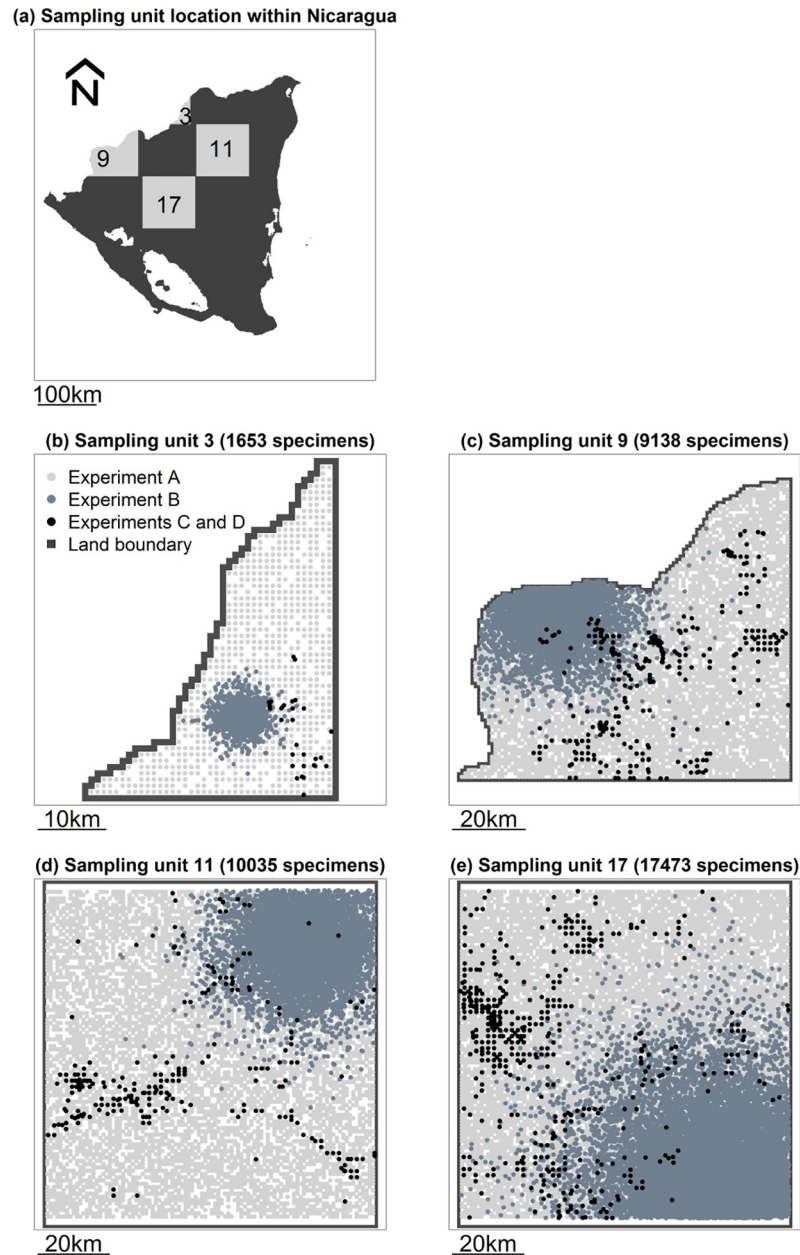 (a) Sampling unit location within Nicaragua
N
3
9
11
17
100km
(b) Sampling unit 3 (1653 specimens)
Experiment A
Experiment B
Experiments C and D
Land boundary
10km
(c) Sampling unit 9 (9138 specimens)
20km
(d) Sampling unit 11 (10035 specimens)
20km
(e) Sampling unit 17 (17473 specimens)
20km